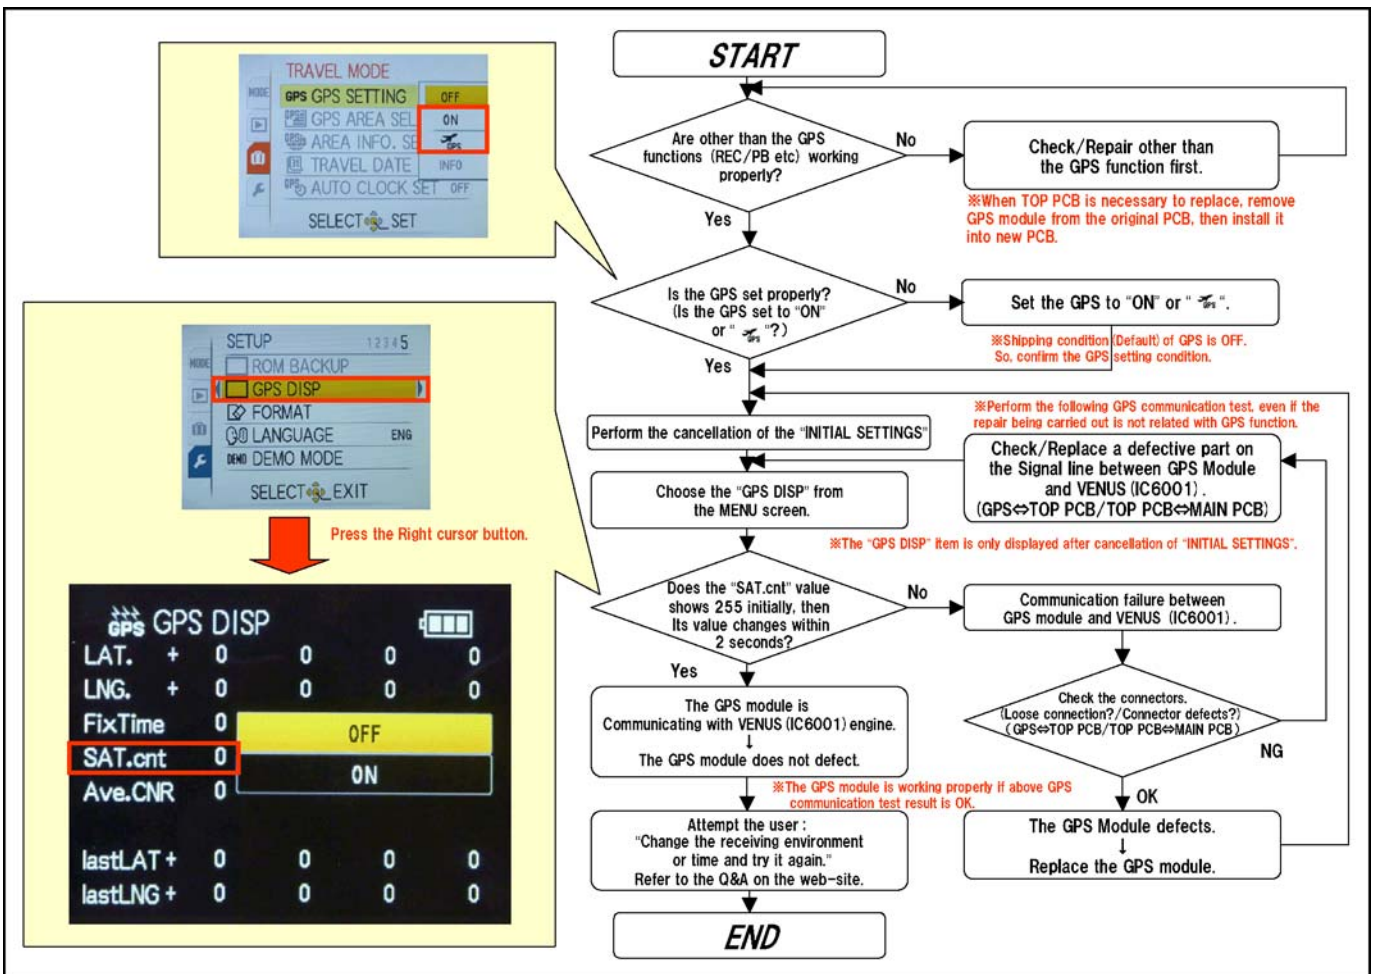 TRAVEL MODE
MODE
GPS GPS SETTING OFF
GPS AREA SEL ON
AREA INFO. SE GPS
TRAVEL DATE INFO
GPS AUTO CLOCK SET OFF
SELECT SET
SETUP 12345
MODE
ROM BACKUP
GPS DISP
FORMAT
LANGUAGE ENG
DEMO DEMO MODE
SELECT EXIT
Press the Right cursor button.
GPS GPS DISP
LAT. + 0 0 0 0
LNG. + 0 0 0 0
FixTime 0
OFF
SAT.cnt 0
ON
Ave.CNR 0
lastLAT + 0 0 0 0
lastLNG + 0 0 0 0
START
Are other than the GPS
functions (REC/PB etc) working
properly?
No
Check/Repair other than
the GPS function first.
※When TOP PCB is necessary to replace, remove
GPS module from the original PCB, then install it
into new PCB.
Yes
Is the GPS set properly?
(Is the GPS set to "ON"
or " GPS "?)
No
Set the GPS to "ON" or " GPS ".
※Shipping condition (Default) of GPS is OFF.
So, confirm the GPS setting condition.
Yes
※Perform the following GPS communication test, even if the
repair being carried out is not related with GPS function.
Perform the cancellation of the "INITIAL SETTINGS"
Check/Replace a defective part on
the Signal line between GPS Module
and VENUS (IC6001) .
(GPS⇔TOP PCB/TOP PCB⇔MAIN PCB)
Choose the "GPS DISP" from
the MENU screen.
※The "GPS DISP" item is only displayed after cancellation of "INITIAL SETTINGS".
Does the "SAT.cnt" value
shows 255 initially, then
Its value changes within
2 seconds?
No
Communication failure between
GPS module and VENUS (IC6001) .
Yes
The GPS module is
Communicating with VENUS (IC6001) engine.
↓
The GPS module does not defect.
Check the connectors.
(Loose connection?/Connector defects?)
(GPS⇔TOP PCB/TOP PCB⇔MAIN PCB)
NG
※The GPS module is working properly if above GPS
communication test result is OK.
OK
Attempt the user :
"Change the receiving environment
or time and try it again."
Refer to the Q&A on the web-site.
The GPS Module defects.
↓
Replace the GPS module.
END